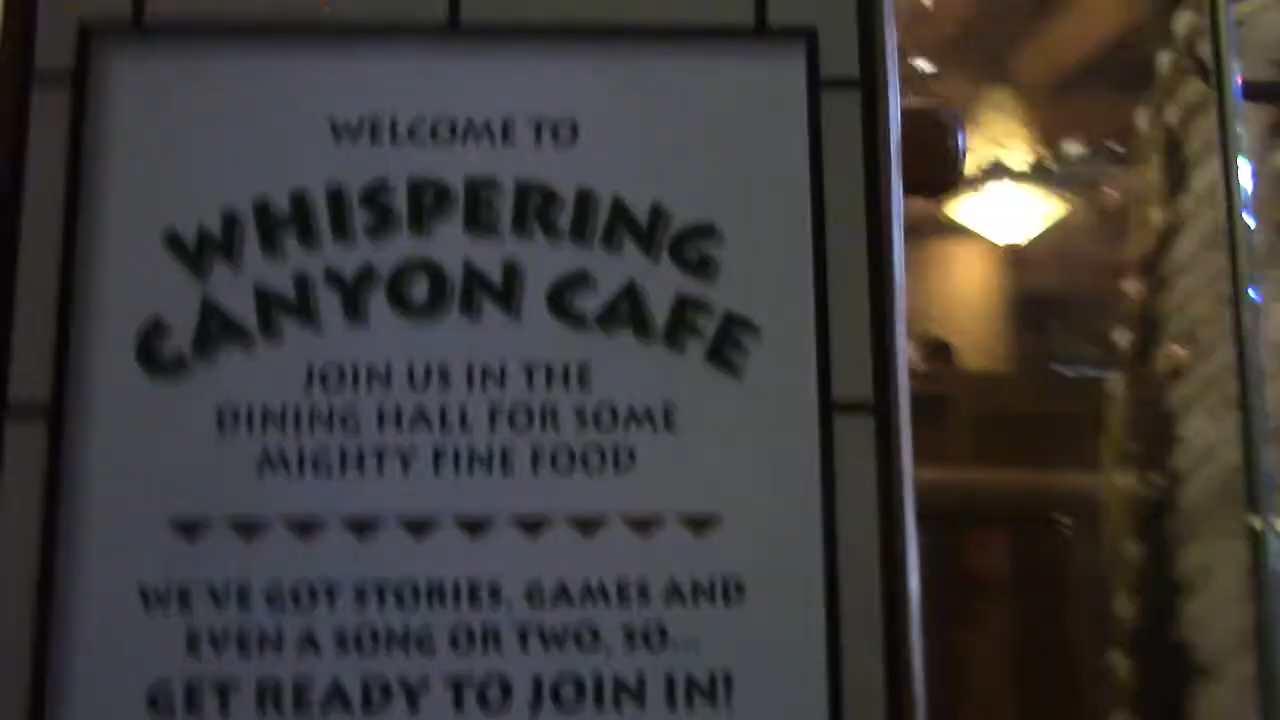 WELCOME TO
WHISPERING
CANYON CAFE
JOIN US IN THE
DINING HALL FOR SOME
MIGHTY FINE FOOD
WE'VE GOT STORIES, GAMES AND
EVEN A SONG OR TWO, SO...
GET READY TO JOIN IN!